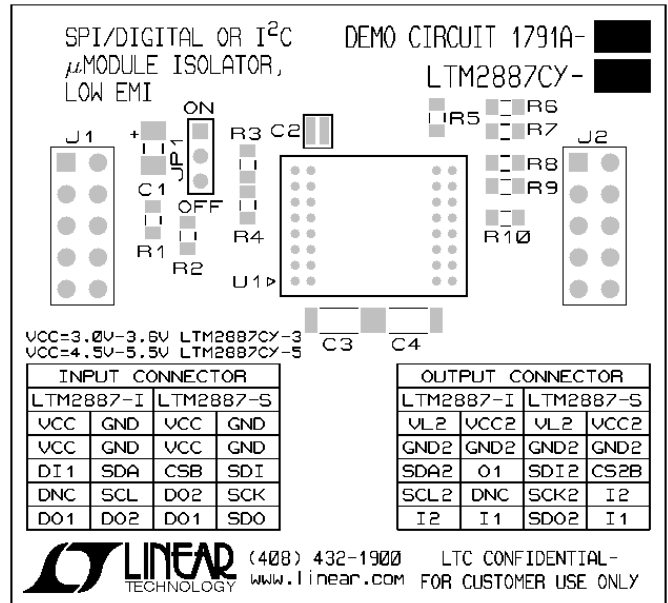 SPI/DIGITAL OR I²C
µMODULE ISOLATOR,
LOW EMI
DEMO CIRCUIT 1791A-
LTM2887CY-
J1
+
C1
ON
JP1
OFF
R1
R2
R3
R4
C2
U1
R5
R6
R7
R8
R9
R10
J2
C3
C4
VCC=3.0V-3.6V LTM2887CY-3
VCC=4.5V-5.5V LTM2887CY-5
INPUT CONNECTOR
LTM2887-I LTM2887-S
VCC GND VCC GND
VCC GND VCC GND
DI1 SDA CSB SDI
DNC SCL DO2 SCK
DO1 DO2 DO1 SDO
OUTPUT CONNECTOR
LTM2887-I LTM2887-S
VL2 VCC2 VL2 VCC2
GND2 GND2 GND2 GND2
SDA2 O1 SDI2 CS2B
SCL2 DNC SCK2 I2
I2 I1 SDO2 I1
LINEAR
TECHNOLOGY
(408) 432-1900
www.linear.com
LTC CONFIDENTIAL-
FOR CUSTOMER USE ONLY